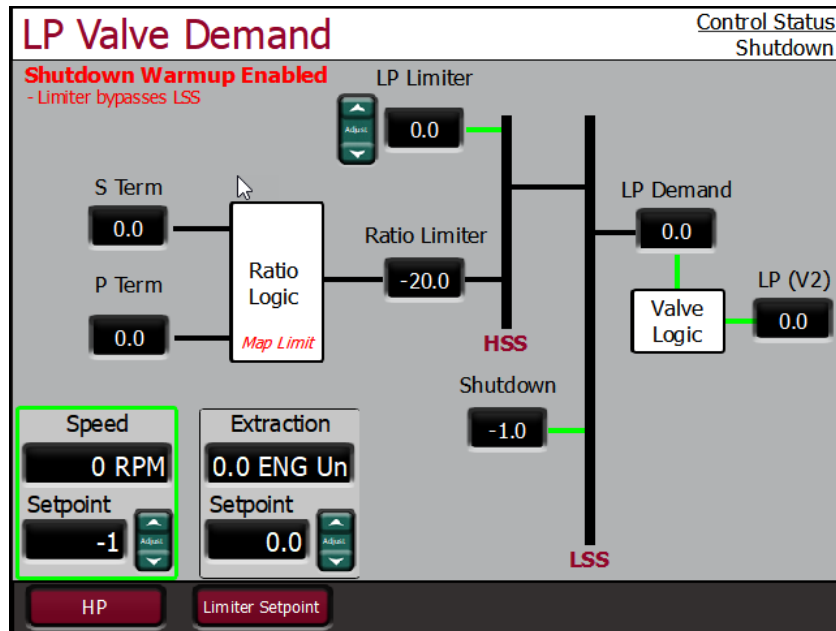 LP Valve Demand
Control Status
Shutdown
Shutdown Warmup Enabled
- Limiter bypasses LSS
LP Limiter
Adjust
0.0
S Term
0.0
P Term
0.0
Ratio
Logic
Map Limit
Ratio Limiter
-20.0
HSS
LP Demand
0.0
Valve
Logic
LP (V2)
0.0
Shutdown
-1.0
LSS
Speed
0 RPM
Setpoint
-1
Adjust
Extraction
0.0 ENG Un
Setpoint
0.0
Adjust
HP
Limiter Setpoint